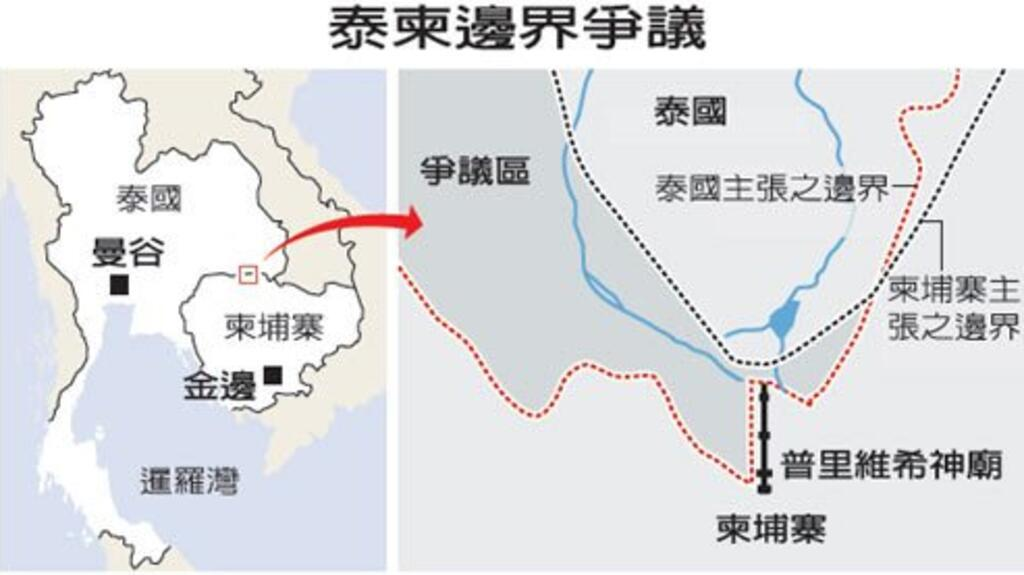 泰柬邊界爭議
泰國
曼谷
柬埔寨
金邊
暹羅灣
爭議區
泰國
泰國主張之邊界
柬埔寨主
張之邊界
普里維希神廟
柬埔寨